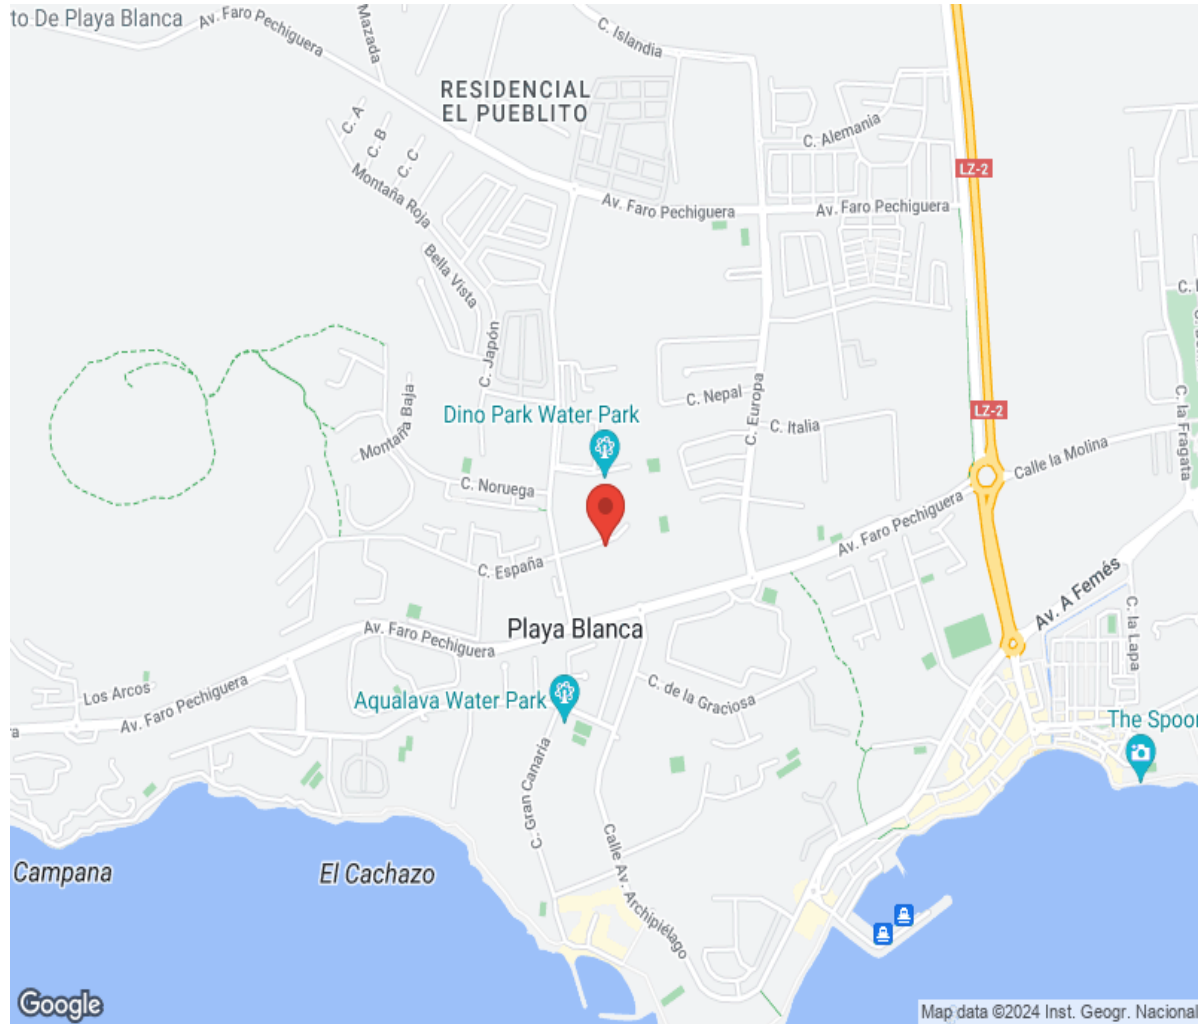 to De Playa Blanca
Av. Faro Pechiguera
Mazada
C. Islandia
RESIDENCIAL
EL PUEBLITO
C. A
C. B
C. C
C. Alemania
LZ-2
Montaña Roja
Av. Faro Pechiguera
Av. Faro Pechiguera
Bella Vista
C. Japón
C. Nepal
C. Europa
Montaña Baja
C. la Fragata
LZ-2
Dino Park Water Park
C. Italia
Calle la Molina
C. Noruega
Av. Faro Pechiguera
C. España
Av. A Femés
C. la Lapa
Playa Blanca
Av. Faro Pechiguera
Los Arcos
Av. Faro Pechiguera
Aqualava Water Park
C. de la Graciosa
The Spoon
C. Gran Canaria
Calle Av. Archipiélago
Campana
El Cachazo
Google
Map data ©2024 Inst. Geogr. Nacional